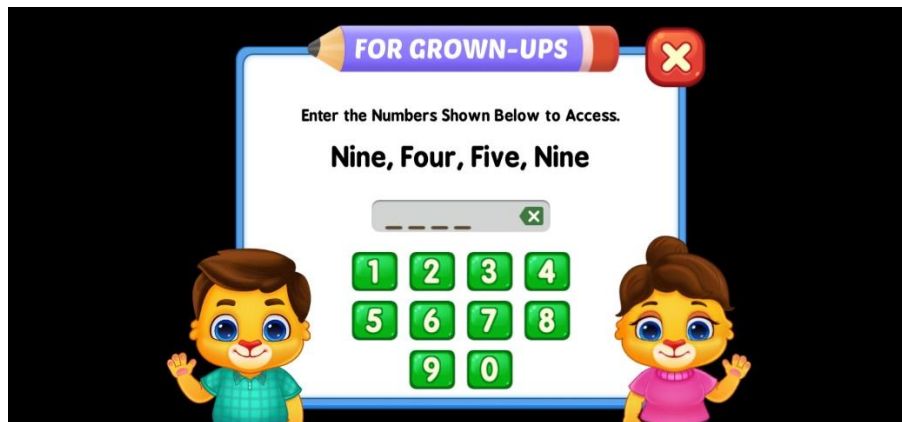 FOR GROWN-UPS
Enter the Numbers Shown Below to Access.
Nine, Four, Five, Nine
1 2 3 4
5 6 7 8
9 0